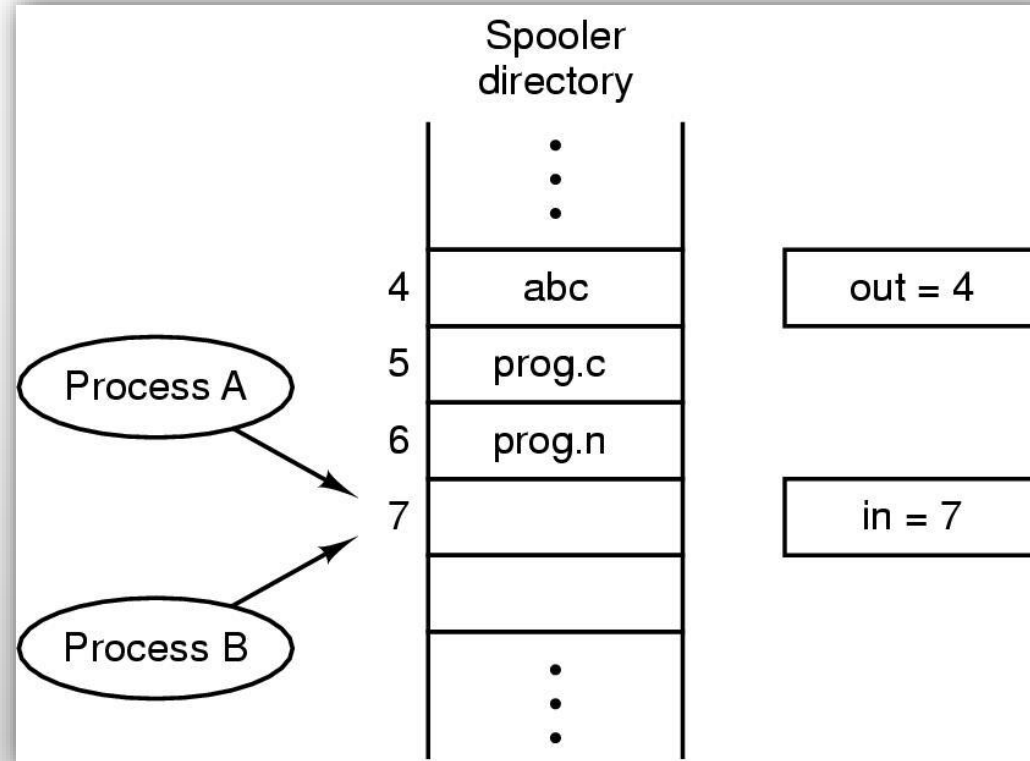 Spooler
directory
4
abc
out = 4
5
prog.c
Process A
6
prog.n
7
in = 7
Process B